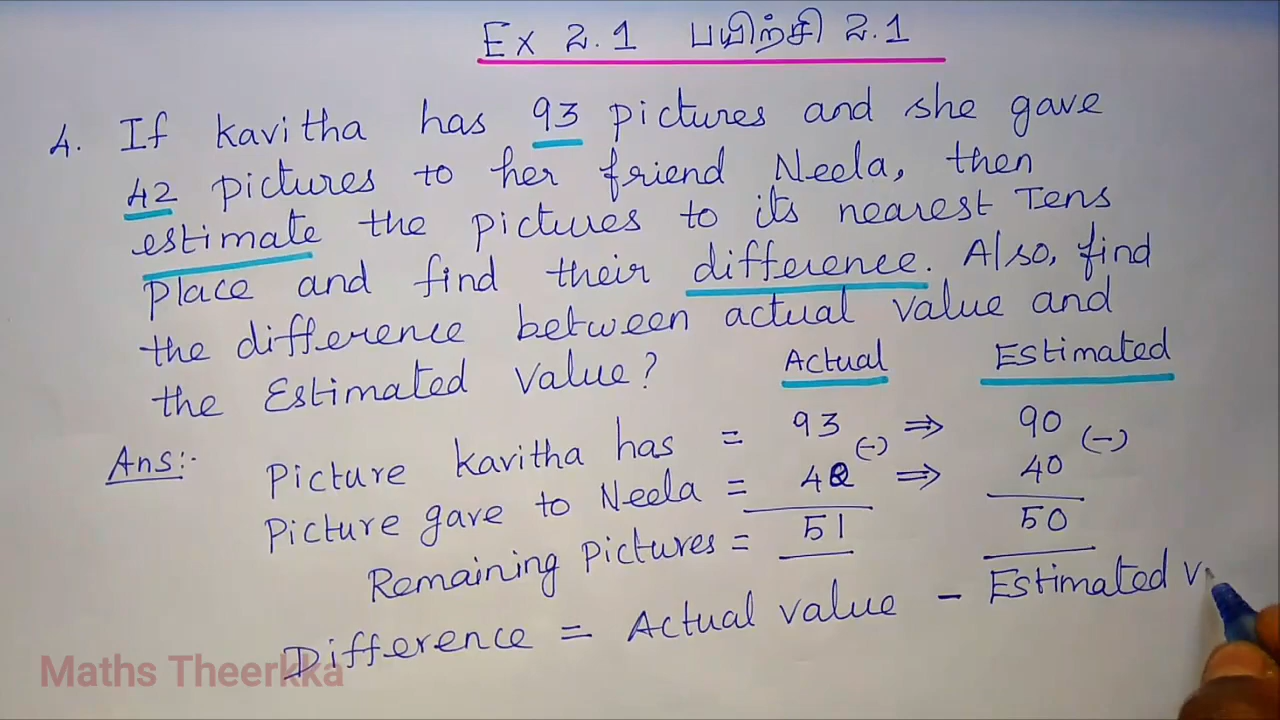 Ex 2.1 பயிற்சி 2.1
4. If kavitha has 93 pictures and she gave
42 pictures to her friend Neela, then
estimate the pictures to its nearest Tens
place and find their difference. Also, find
the difference between actual value and
the Estimated value?
Actual Estimated
Ans:- Picture kavitha has = 93 (-) ⇒ 90 (-)
Picture gave to Neela = 42 ⇒ 40
Remaining pictures = 51 50
Difference = Actual value - Estimated v
Maths Theerkka